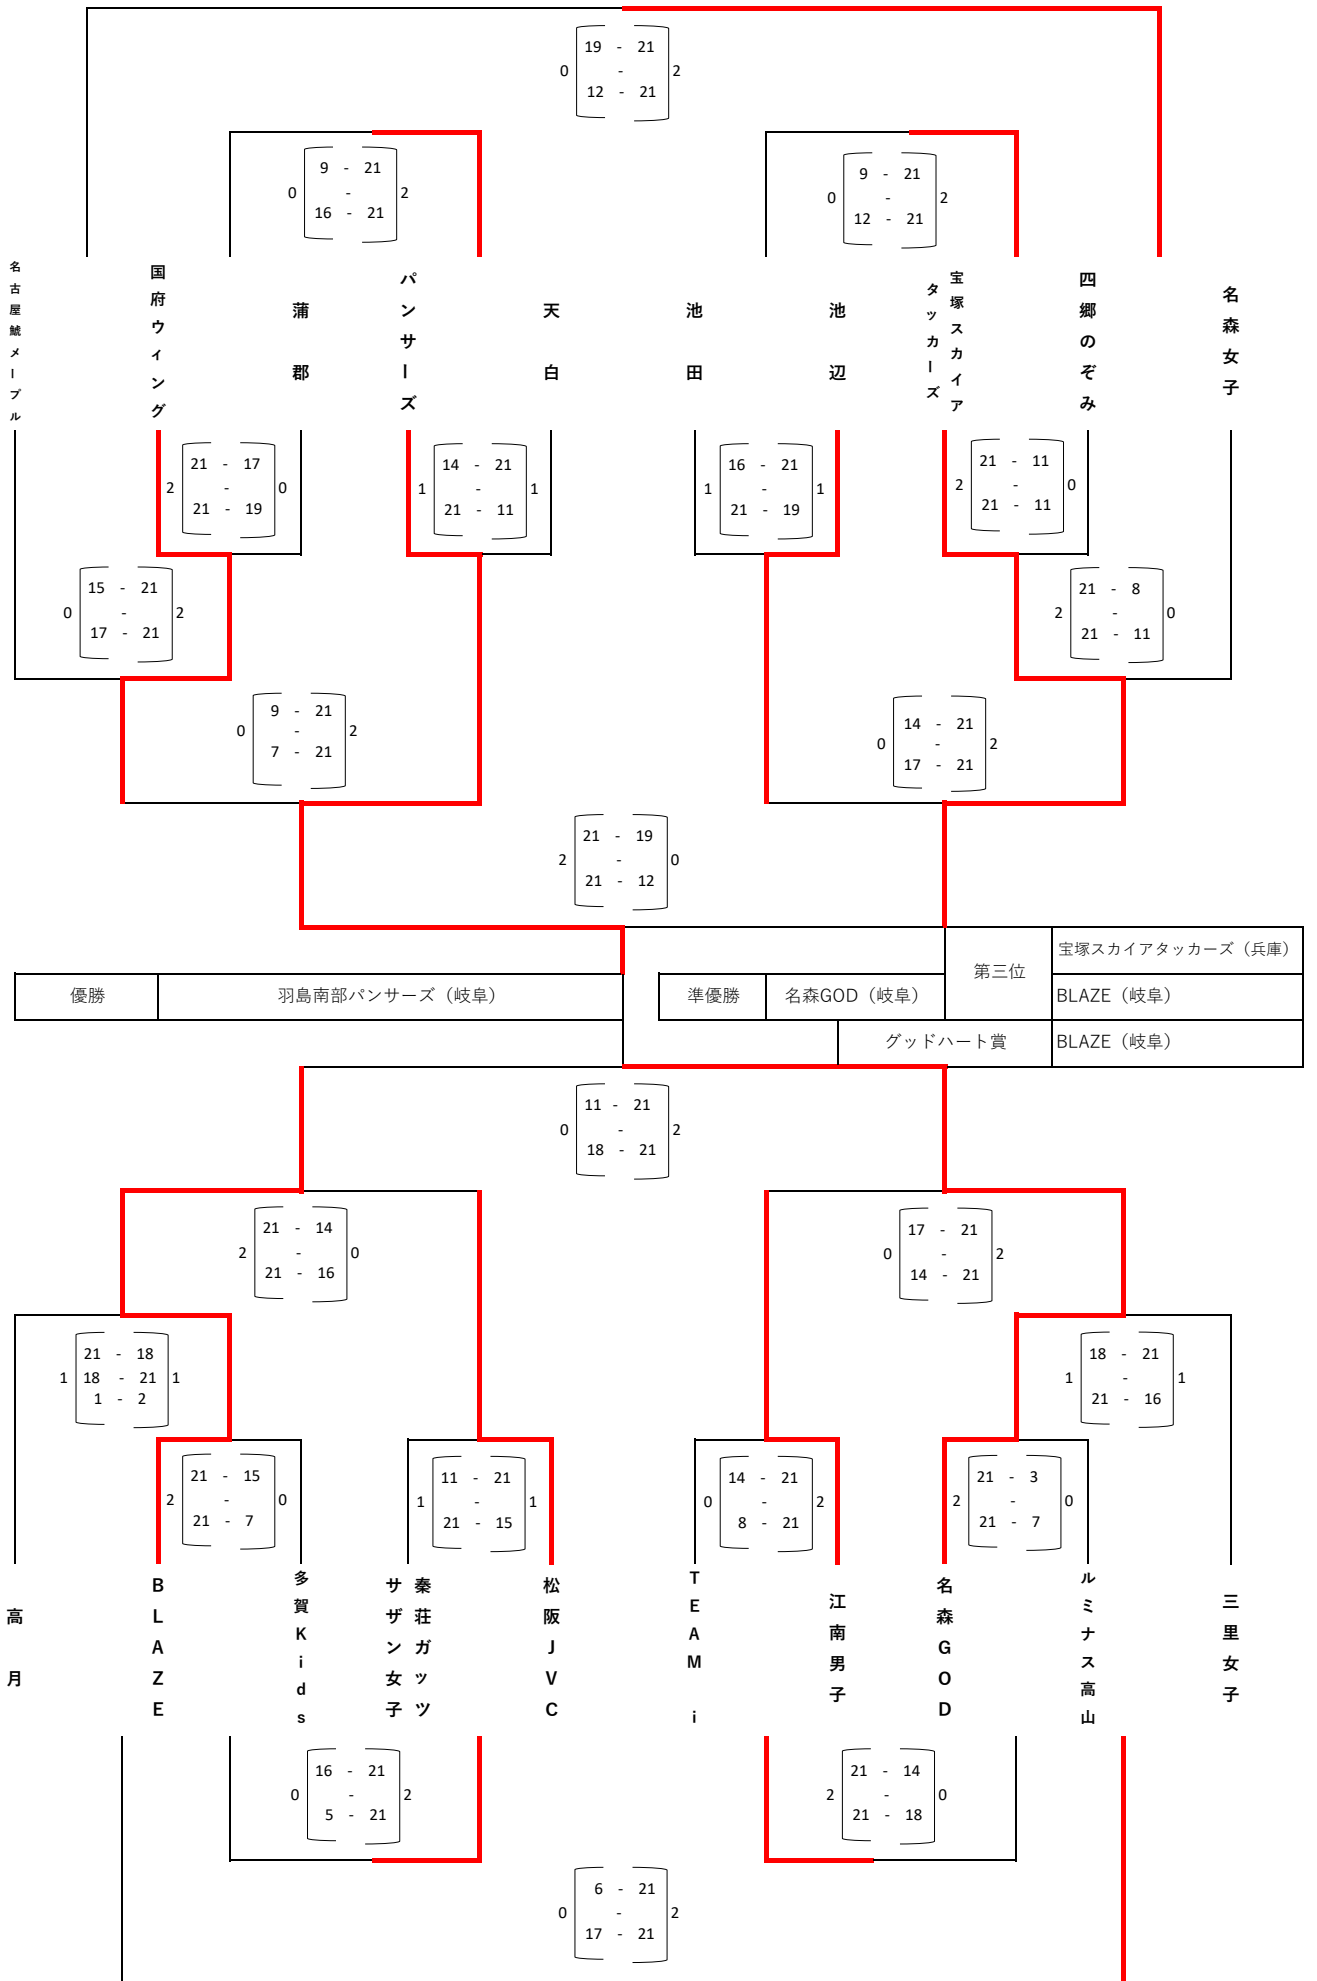 19 - 21
0 - 2
12 - 21
9 - 21
0 - 2
16 - 21
9 - 21
0 - 2
12 - 21
名古屋鯱メープル
国府ウィング
蒲郡
パンサーズ
天白
池田
池辺
宝塚スカイア
タッカーズ
四郷のぞみ
名森女子
21 - 17
2 - 0
21 - 19
14 - 21
1 - 1
21 - 11
16 - 21
1 - 1
21 - 19
21 - 11
2 - 0
21 - 11
15 - 21
0 - 2
17 - 21
21 - 8
2 - 0
21 - 11
9 - 21
0 - 2
7 - 21
14 - 21
0 - 2
17 - 21
21 - 19
2 - 0
21 - 12
優勝 羽島南部パンサーズ（岐阜）
準優勝 名森GOD（岐阜）
第三位
宝塚スカイアタッカーズ（兵庫）
BLAZE（岐阜）
グッドハート賞 BLAZE（岐阜）
11 - 21
0 - 2
18 - 21
21 - 14
2 - 0
21 - 16
17 - 21
0 - 2
14 - 21
21 - 18
1 18 - 21 1
1 - 2
18 - 21
1 - 1
21 - 16
21 - 15
2 - 0
21 - 7
11 - 21
1 - 1
21 - 15
14 - 21
0 - 2
8 - 21
21 - 3
2 - 0
21 - 7
高月
BLAZE
多賀Kids
秦荘ガッツ
サザン女子
松阪JVC
TEAM i
江南男子
名森GOD
ルミナス高山
三里女子
16 - 21
0 - 2
5 - 21
21 - 14
2 - 0
21 - 18
6 - 21
0 - 2
17 - 21